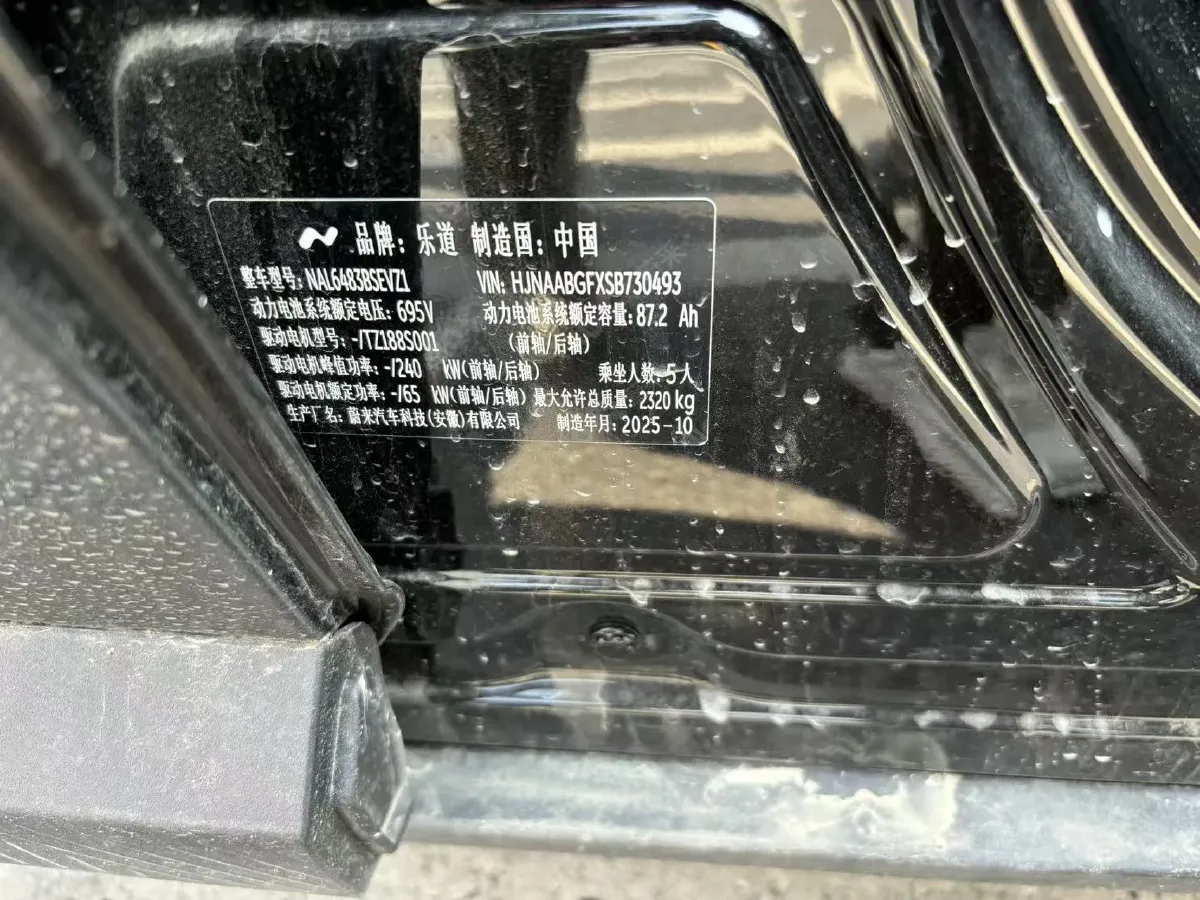 品牌：乐道 制造国：中国
整车型号：NAL6483BSEVZ1 VIN：HJNAABGFXSB730493
动力电池系统额定电压：695V 动力电池系统额定容量：87.2 Ah
驱动电机型号：-/TZ188S001 （前轴/后轴）
驱动电机峰值功率：-/240 kW(前轴/后轴) 乘坐人数：5人
驱动电机额定功率：-/65 kW(前轴/后轴) 最大允许总质量：2320 kg
生产厂名：蔚来汽车科技(安徽)有限公司 制造年月：2025-10